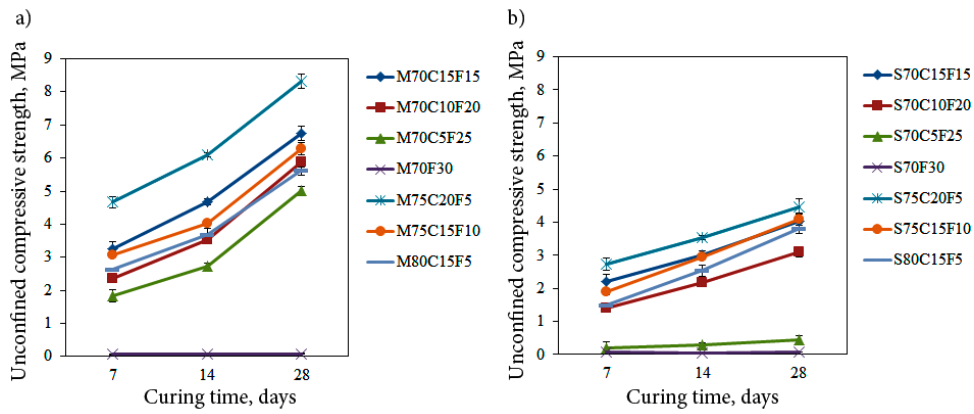 a)
Unconfined compressive strength, MPa
9
8
7
6
5
4
3
2
1
0
7 14 28
Curing time, days
M70C15F15
M70C10F20
M70C5F25
M70F30
M75C20F5
M75C15F10
M80C15F5
b)
Unconfined compressive strength, MPa
9
8
7
6
5
4
3
2
1
0
7 14 28
Curing time, days
S70C15F15
S70C10F20
S70C5F25
S70F30
S75C20F5
S75C15F10
S80C15F5